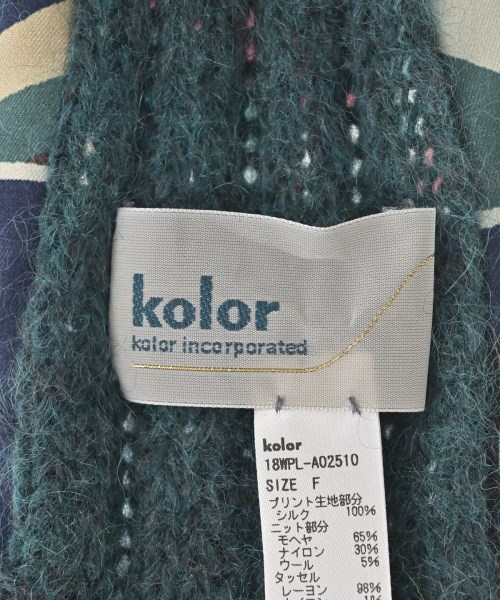 kolor
kolor incorporated
kolor
18WPL-A02510
SIZE F
プリント生地部分
シルク 100%
ニット部分
モヘヤ 65%
ナイロン 30%
ウール 5%
タッセル
レーヨン 98%